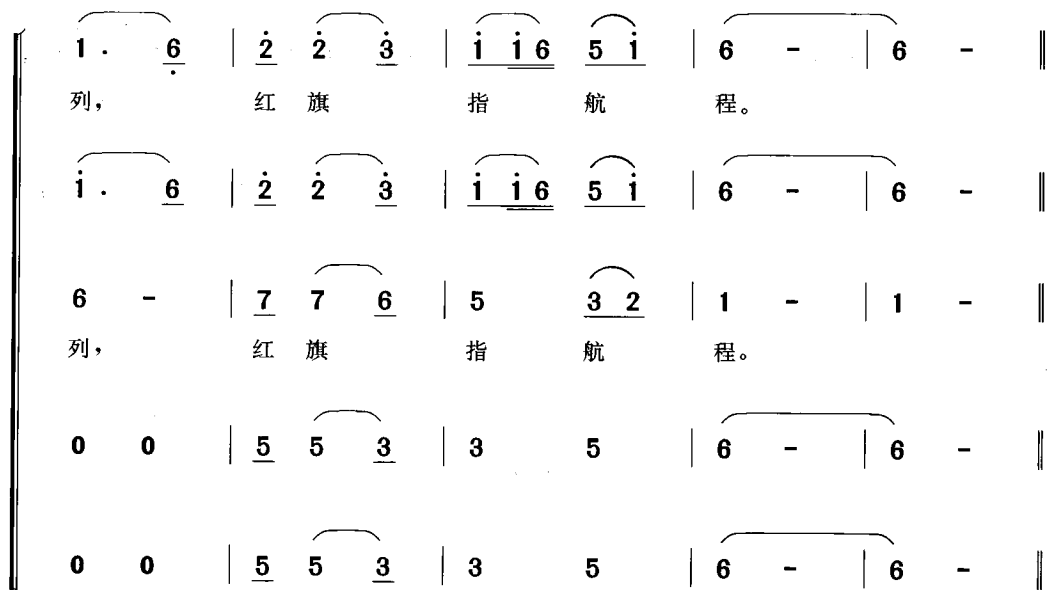 1̇ . 6̣ | 2̇ 2̇ 3̇ | 1̇ 1̇ 6 5 1̇ | 6 - | 6 - ‖
列， 红 旗 指 航 程。
1̇ . 6 | 2̇ 2̇ 3̇ | 1̇ 1̇ 6 5 1̇ | 6 - | 6 - ‖
6 - | 7 7 6 | 5 3 2 | 1 - | 1 - ‖
列， 红 旗 指 航 程。
0 0 | 5 5 3 | 3 5 | 6 - | 6 - ‖
0 0 | 5 5 3 | 3 5 | 6 - | 6 - ‖